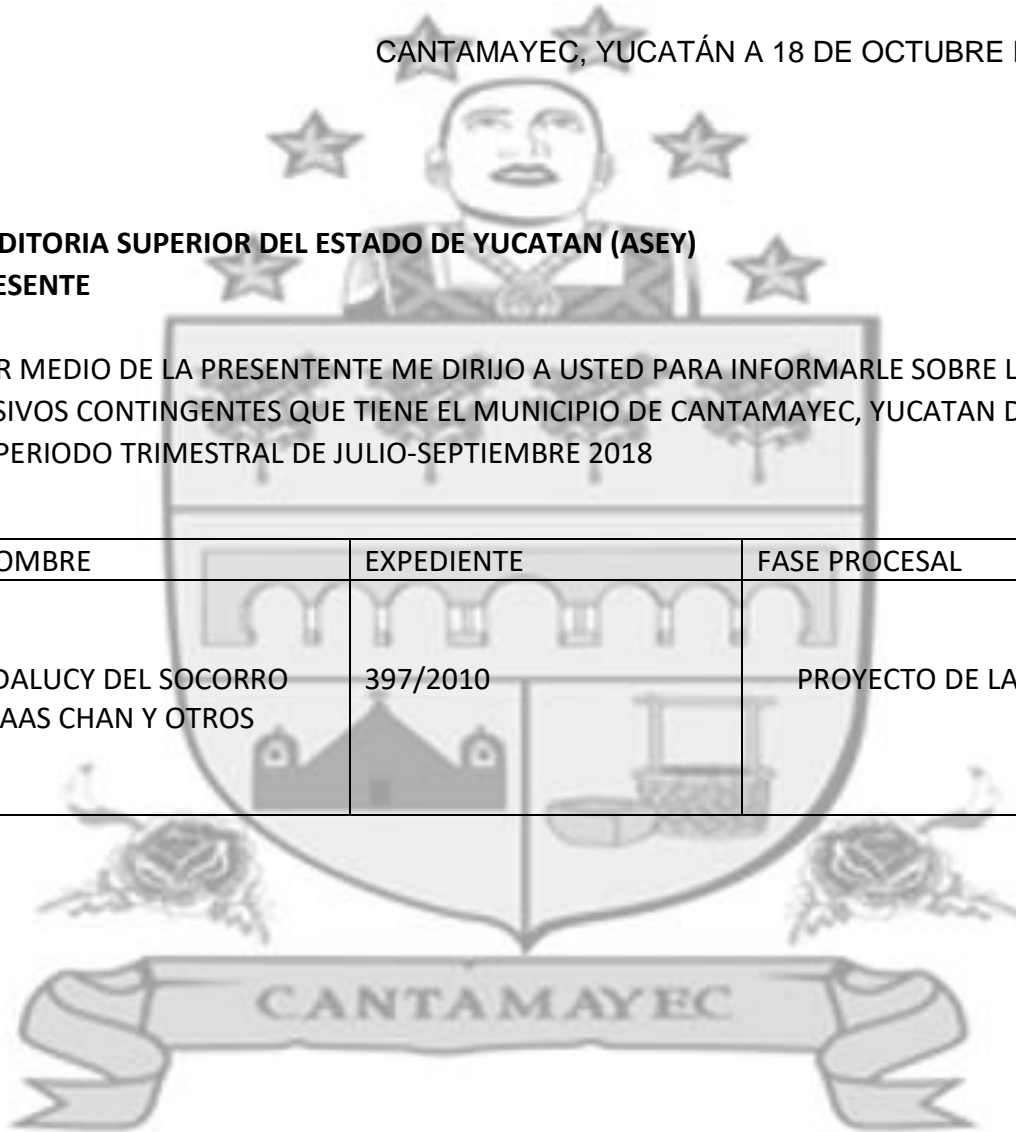 CANTAMAYEC, YUCATÁN A 18 DE OCTUBRE
DITORIA SUPERIOR DEL ESTADO DE YUCATAN (ASEY)
ESENTE
R MEDIO DE LA PRESENTENTE ME DIRIJO A USTED PARA INFORMARLE SOBRE L
SIVOS CONTINGENTES QUE TIENE EL MUNICIPIO DE CANTAMAYEC, YUCATAN D
PERIODO TRIMESTRAL DE JULIO-SEPTIEMBRE 2018
OMBRE EXPEDIENTE FASE PROCESAL
DALUCY DEL SOCORRO 397/2010 PROYECTO DE LA
AAS CHAN Y OTROS
CANTAMAYEC